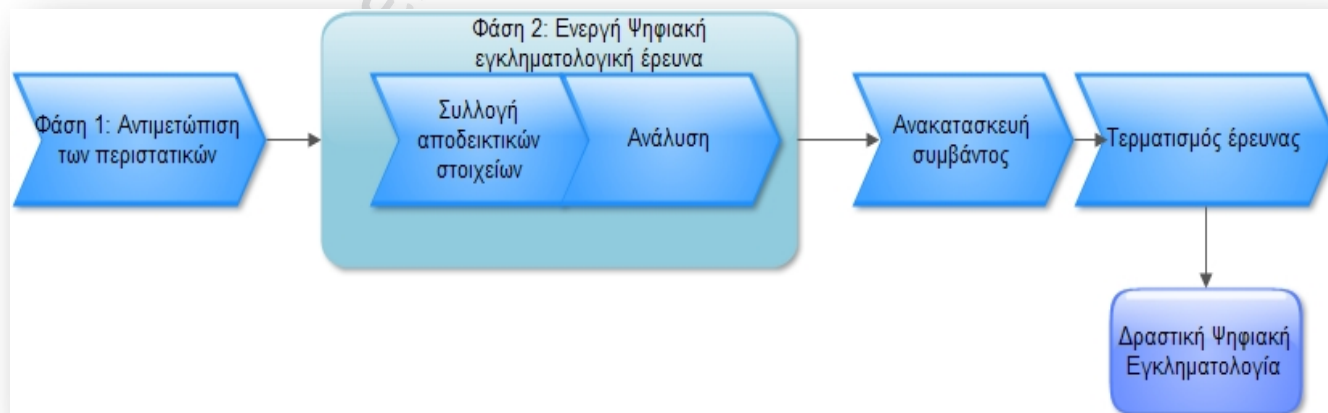 Φάση 2: Ενεργή Ψηφιακή
εγκληματολογική έρευνα
Φάση 1: Αντιμετώπιση
των περιστατικών
Συλλογή
αποδεικτικών
στοιχείων
Ανάλυση
Ανακατασκευή
συμβάντος
Τερματισμός έρευνας
Δραστική Ψηφιακή
Εγκληματολογία